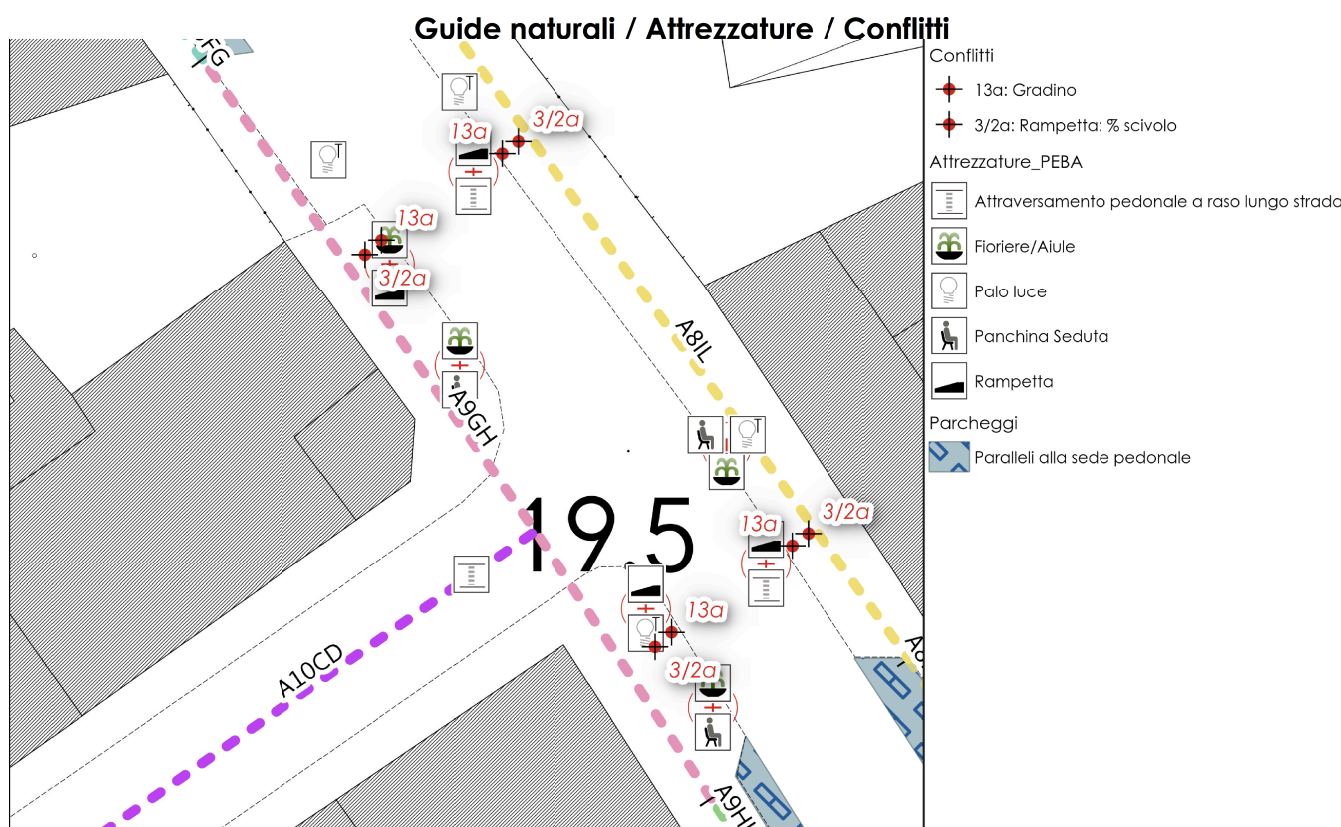 Guide naturali / Attrezzature / Conflitti
Conflitti
13a: Gradino
3/2a: Rampetta: % scivolo
Attrezzature_PEBA
Attraversamento pedonale a raso lungo strada
Fioriere/Aiule
Palo luce
Panchina Seduta
Rampetta
Parcheggi
Paralleli alla sede pedonale
T
3/2a
13a
T
13a
3/2a
A8IL
A9GH
T
19.5
13a
3/2a
13a
T
3/2a
A10CD